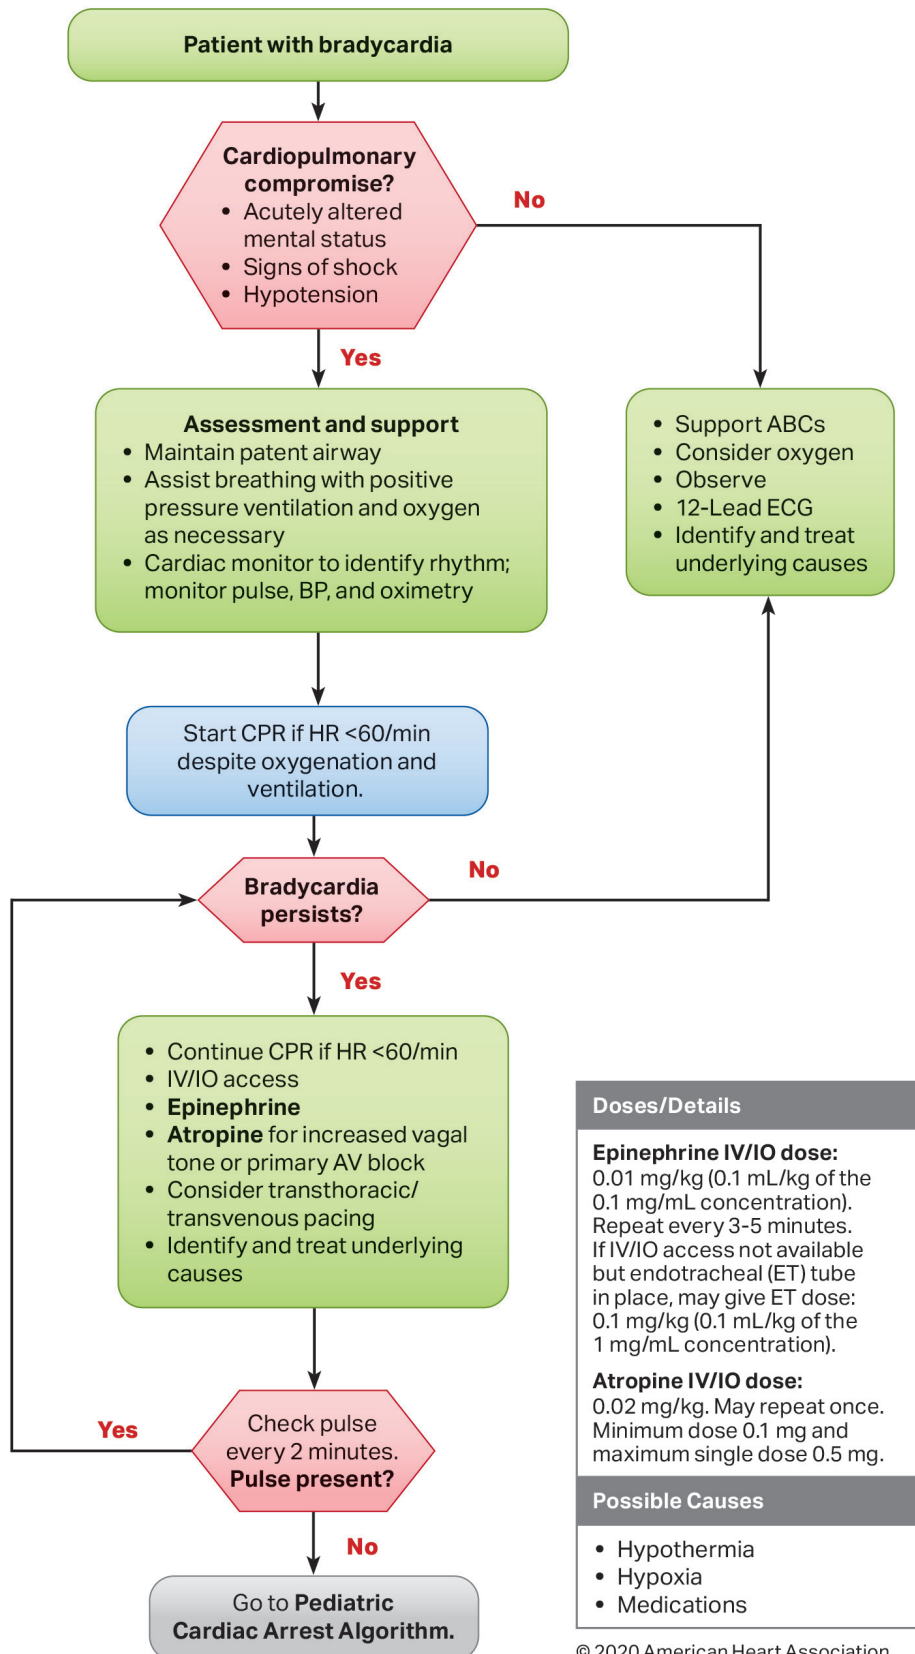 Patient with bradycardia
Cardiopulmonary
compromise?
• Acutely altered
mental status
• Signs of shock
• Hypotension
No
Yes
Assessment and support
• Maintain patent airway
• Assist breathing with positive
pressure ventilation and oxygen
as necessary
• Cardiac monitor to identify rhythm;
monitor pulse, BP, and oximetry
• Support ABCs
• Consider oxygen
• Observe
• 12-Lead ECG
• Identify and treat
underlying causes
Start CPR if HR <60/min
despite oxygenation and
ventilation.
Bradycardia
persists?
No
Yes
• Continue CPR if HR <60/min
• IV/IO access
• Epinephrine
• Atropine for increased vagal
tone or primary AV block
• Consider transthoracic/
transvenous pacing
• Identify and treat underlying
causes
Check pulse
every 2 minutes.
Pulse present?
Yes
No
Go to Pediatric
Cardiac Arrest Algorithm.
Doses/Details
Epinephrine IV/IO dose:
0.01 mg/kg (0.1 mL/kg of the
0.1 mg/mL concentration).
Repeat every 3-5 minutes.
If IV/IO access not available
but endotracheal (ET) tube
in place, may give ET dose:
0.1 mg/kg (0.1 mL/kg of the
1 mg/mL concentration).
Atropine IV/IO dose:
0.02 mg/kg. May repeat once.
Minimum dose 0.1 mg and
maximum single dose 0.5 mg.
Possible Causes
• Hypothermia
• Hypoxia
• Medications
© 2020 American Heart Association